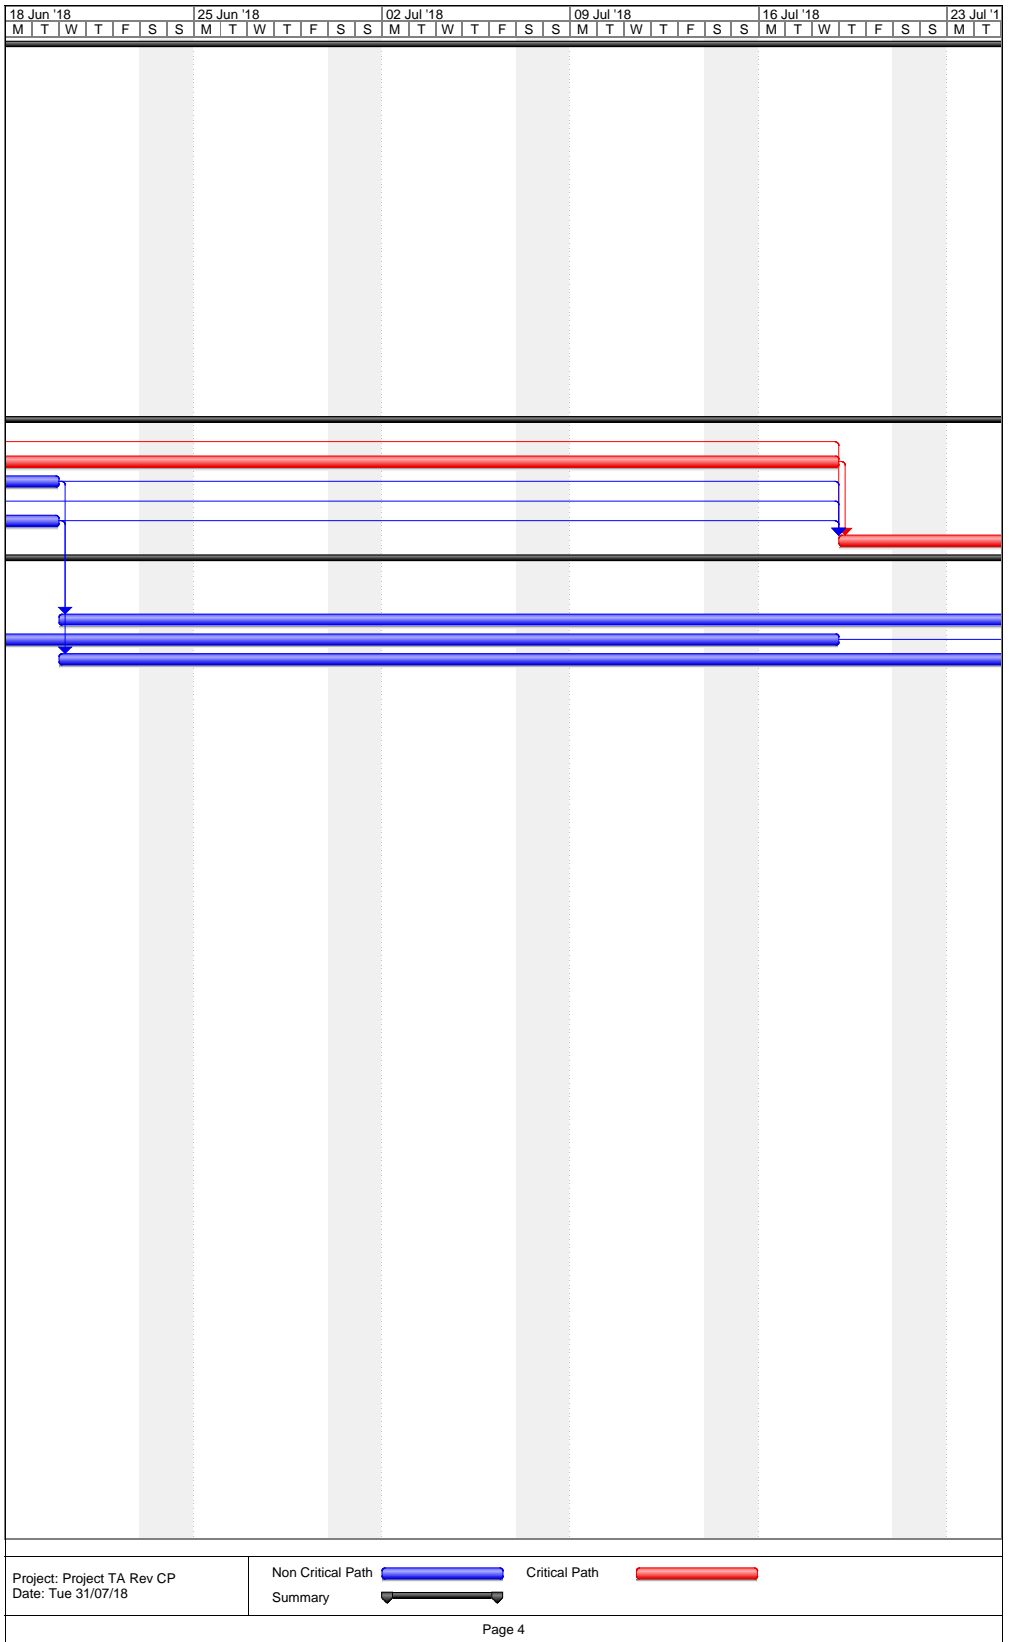 18 Jun '18 25 Jun '18 02 Jul '18 09 Jul '18 16 Jul '18 23 Jul '1
M T W T F S S M T W T F S S M T W T F S S M T W T F S S M T W T F S S M T
Project: Project TA Rev CP
Date: Tue 31/07/18
Non Critical Path Critical Path
Summary
Page 4